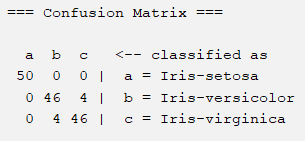 === Confusion Matrix ===
a b c <-- classified as
50 0 0 | a = Iris-setosa
0 46 4 | b = Iris-versicolor
0 4 46 | c = Iris-virginica